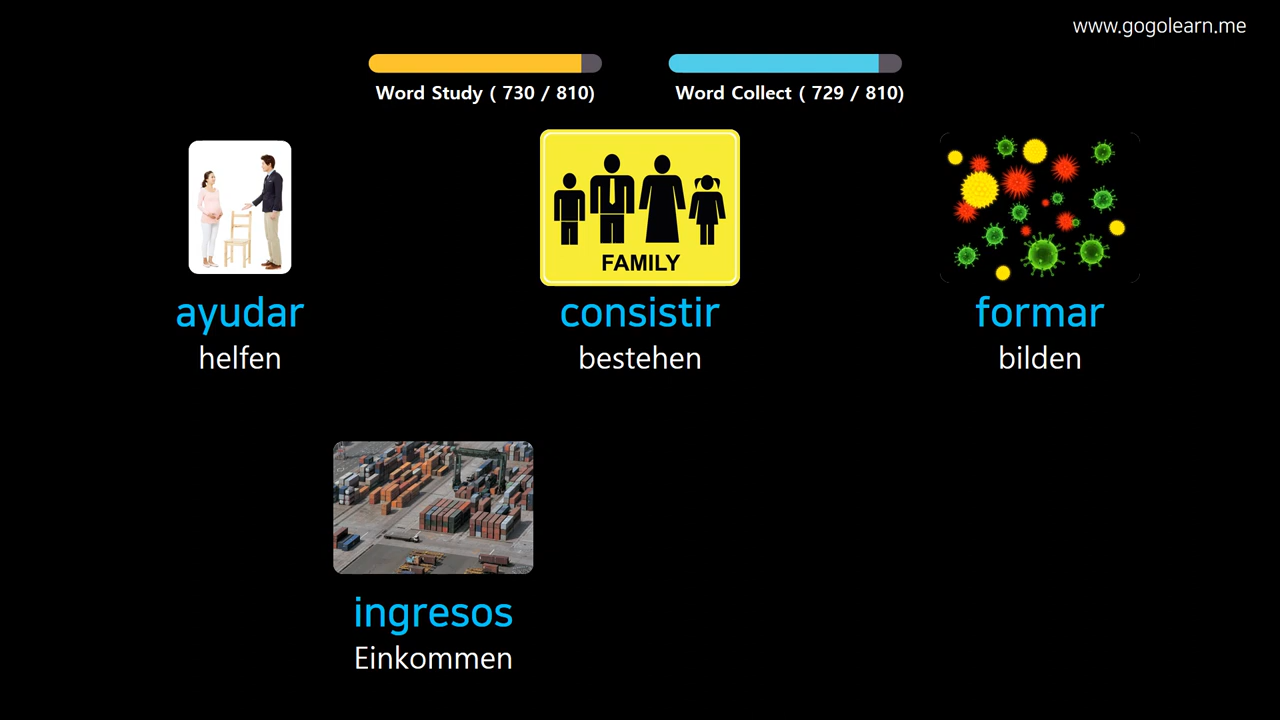 www.gogolearn.me
Word Study ( 730 / 810)
Word Collect ( 729 / 810)
FAMILY
ayudar
helfen
consistir
bestehen
formar
bilden
ingresos
Einkommen